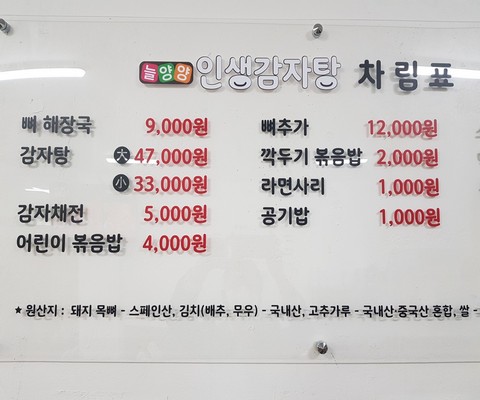 늘양양 인생감자탕 차림표
뼈 해장국 9,000원
감자탕 大 47,000원
小 33,000원
감자채전 5,000원
어린이 볶음밥 4,000원
뼈추가 12,000원
깍두기 볶음밥 2,000원
라면사리 1,000원
공기밥 1,000원
* 원산지 : 돼지 목뼈 - 스페인산, 김치(배추, 무우) - 국내산, 고추가루 - 국내산·중국산 혼합, 쌀 -